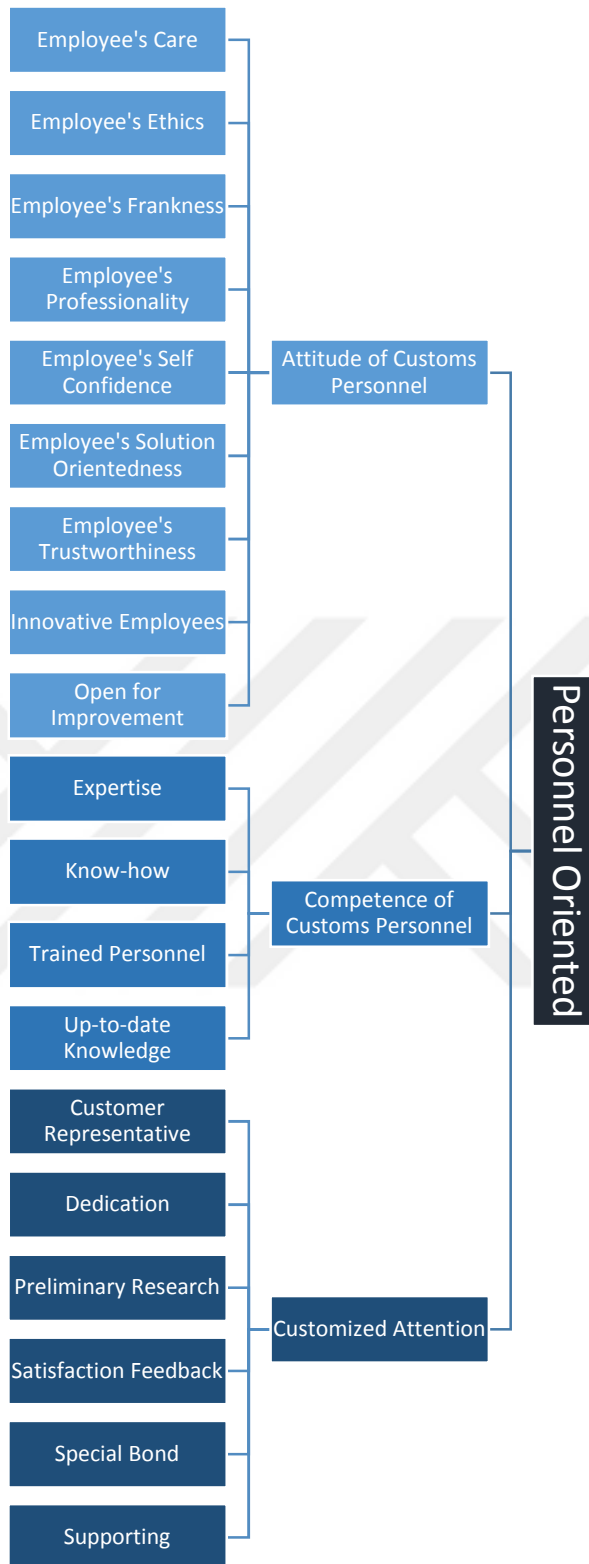 Employee's Care
Employee's Ethics
Employee's Frankness
Employee's
Professionality
Employee's Self
Confidence
Employee's Solution
Orientedness
Employee's
Trustworthiness
Innovative Employees
Open for
Improvement
Attitude of Customs
Personnel
Expertise
Know-how
Trained Personnel
Up-to-date
Knowledge
Competence of
Customs Personnel
Customer
Representative
Dedication
Preliminary Research
Satisfaction Feedback
Special Bond
Supporting
Customized Attention
Personnel Oriented